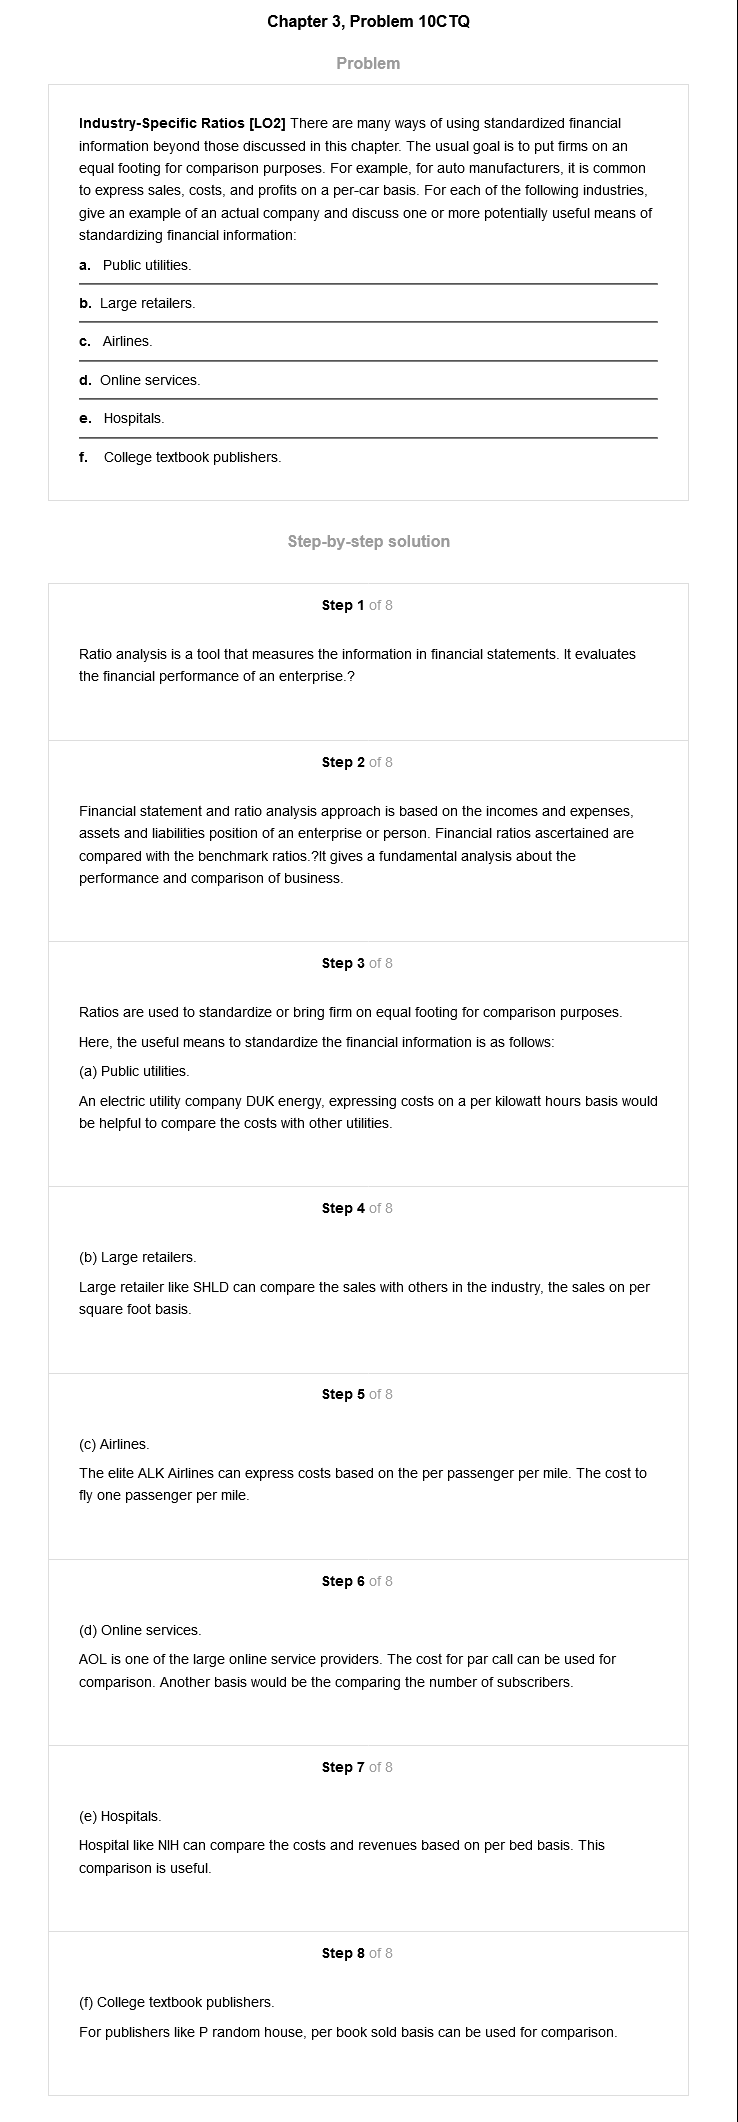 Chapter 3, Problem 10CTQ
Problem
Industry-Specific Ratios [LO2] There are many ways of using standardized financial
information beyond those discussed in this chapter. The usual goal is to put firms on an
equal footing for comparison purposes. For example, for auto manufacturers, it is common
to express sales, costs, and profits on a per-car basis. For each of the following industries,
give an example of an actual company and discuss one or more potentially useful means of
standardizing financial information:
a. Public utilities.
b. Large retailers.
c. Airlines.
d. Online services.
e. Hospitals.
f. College textbook publishers.
Step-by-step solution
Step 1 of 8
Ratio analysis is a tool that measures the information in financial statements. It evaluates
the financial performance of an enterprise.?
Step 2 of 8
Financial statement and ratio analysis approach is based on the incomes and expenses,
assets and liabilities position of an enterprise or person. Financial ratios ascertained are
compared with the benchmark ratios.?It gives a fundamental analysis about the
performance and comparison of business.
Step 3 of 8
Ratios are used to standardize or bring firm on equal footing for comparison purposes.
Here, the useful means to standardize the financial information is as follows:
(a) Public utilities.
An electric utility company DUK energy, expressing costs on a per kilowatt hours basis would
be helpful to compare the costs with other utilities.
Step 4 of 8
(b) Large retailers.
Large retailer like SHLD can compare the sales with others in the industry, the sales on per
square foot basis.
Step 5 of 8
(c) Airlines.
The elite ALK Airlines can express costs based on the per passenger per mile. The cost to
fly one passenger per mile.
Step 6 of 8
(d) Online services.
AOL is one of the large online service providers. The cost for par call can be used for
comparison. Another basis would be the comparing the number of subscribers.
Step 7 of 8
(e) Hospitals.
Hospital like NIH can compare the costs and revenues based on per bed basis. This
comparison is useful.
Step 8 of 8
(f) College textbook publishers.
For publishers like P random house, per book sold basis can be used for comparison.